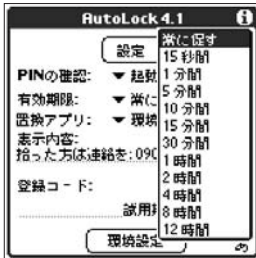 AutoLock 4.1
設定
PINの確認: 起動
有効期限: 常に
置換アプリ: 環境
表示内容:
拾った方は連絡を: 090
登録コード:
試用
環境設定
常に促す
15 秒間
1 分間
5 分間
10 分間
15 分間
30 分間
1 時間
2 時間
4 時間
8 時間
12 時間